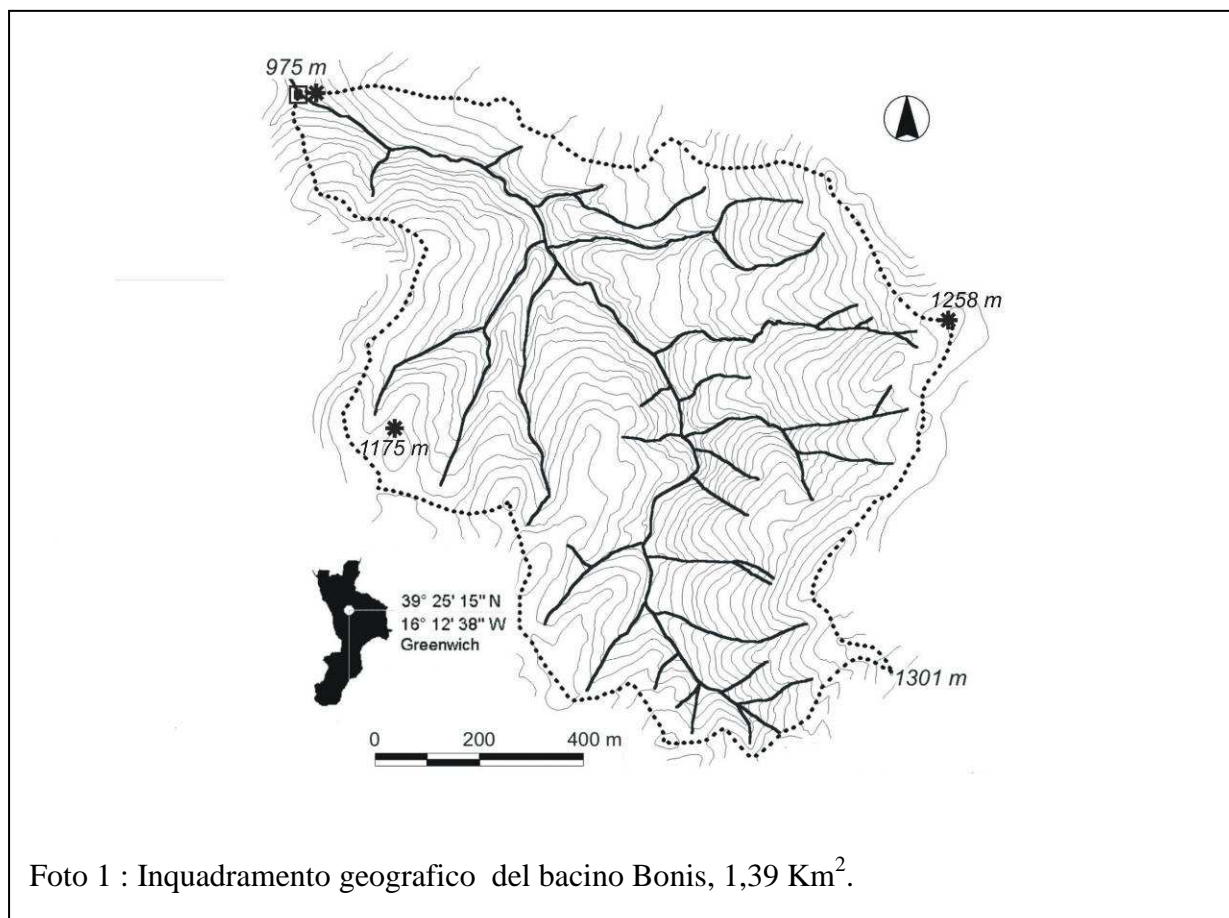 975 m
1258 m
1175 m
39° 25' 15" N
16° 12' 38" W
Greenwich
1301 m
0 200 400 m
Foto 1 : Inquadramento geografico del bacino Bonis, 1,39 Km².